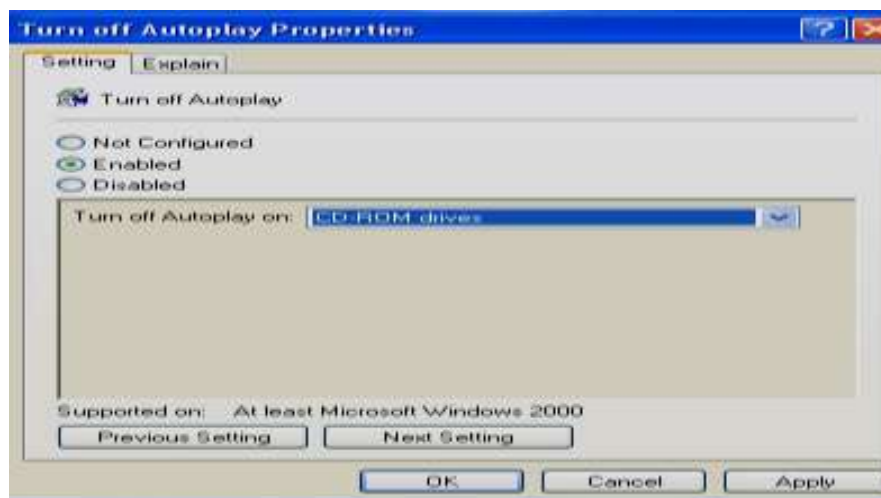 Turn off Autoplay Properties
Setting
Explain
Turn off Autoplay
Not Configured
Enabled
Disabled
Turn off Autoplay on: CD-ROM drives
Supported on: At least Microsoft Windows 2000
Previous Setting
Next Setting
OK
Cancel
Apply